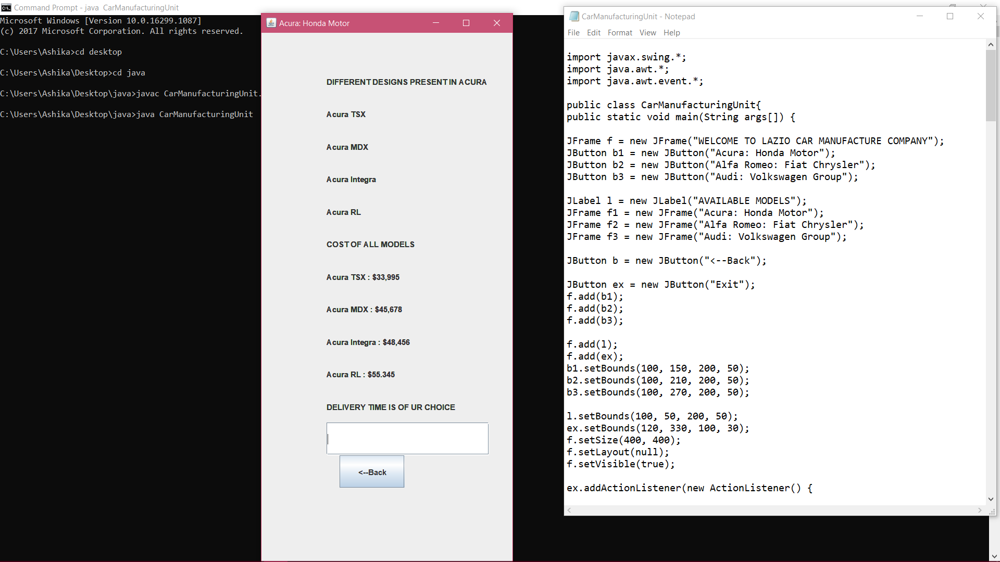 Command Prompt - java  CarManufacturingUnit
Microsoft Windows [Version 10.0.16299.1087]
(c) 2017 Microsoft Corporation. All rights reserved.
C:\Users\Ashika>cd desktop
C:\Users\Ashika\Desktop>cd java
C:\Users\Ashika\Desktop\java>javac CarManufacturingUnit.
C:\Users\Ashika\Desktop\java>java CarManufacturingUnit
Acura: Honda Motor
DIFFERENT DESIGNS PRESENT IN ACURA
Acura TSX
Acura MDX
Acura Integra
Acura RL
COST OF ALL MODELS
Acura TSX : $33,995
Acura MDX : $45,678
Acura Integra : $48,456
Acura RL : $55.345
DELIVERY TIME IS OF UR CHOICE
<--Back
CarManufacturingUnit - Notepad
File Edit Format View Help
import javax.swing.*;
import java.awt.*;
import java.awt.event.*;
public class CarManufacturingUnit{
public static void main(String args[]) {
JFrame f = new JFrame("WELCOME TO LAZIO CAR MANUFACTURE COMPANY");
JButton b1 = new JButton("Acura: Honda Motor");
JButton b2 = new JButton("Alfa Romeo: Fiat Chrysler");
JButton b3 = new JButton("Audi: Volkswagen Group");
JLabel l = new JLabel("AVAILABLE MODELS");
JFrame f1 = new JFrame("Acura: Honda Motor");
JFrame f2 = new JFrame("Alfa Romeo: Fiat Chrysler");
JFrame f3 = new JFrame("Audi: Volkswagen Group");
JButton b = new JButton("<--Back");
JButton ex = new JButton("Exit");
f.add(b1);
f.add(b2);
f.add(b3);
f.add(l);
f.add(ex);
b1.setBounds(100, 150, 200, 50);
b2.setBounds(100, 210, 200, 50);
b3.setBounds(100, 270, 200, 50);
l.setBounds(100, 50, 200, 50);
ex.setBounds(120, 330, 100, 30);
f.setSize(400, 400);
f.setLayout(null);
f.setVisible(true);
ex.addActionListener(new ActionListener() {